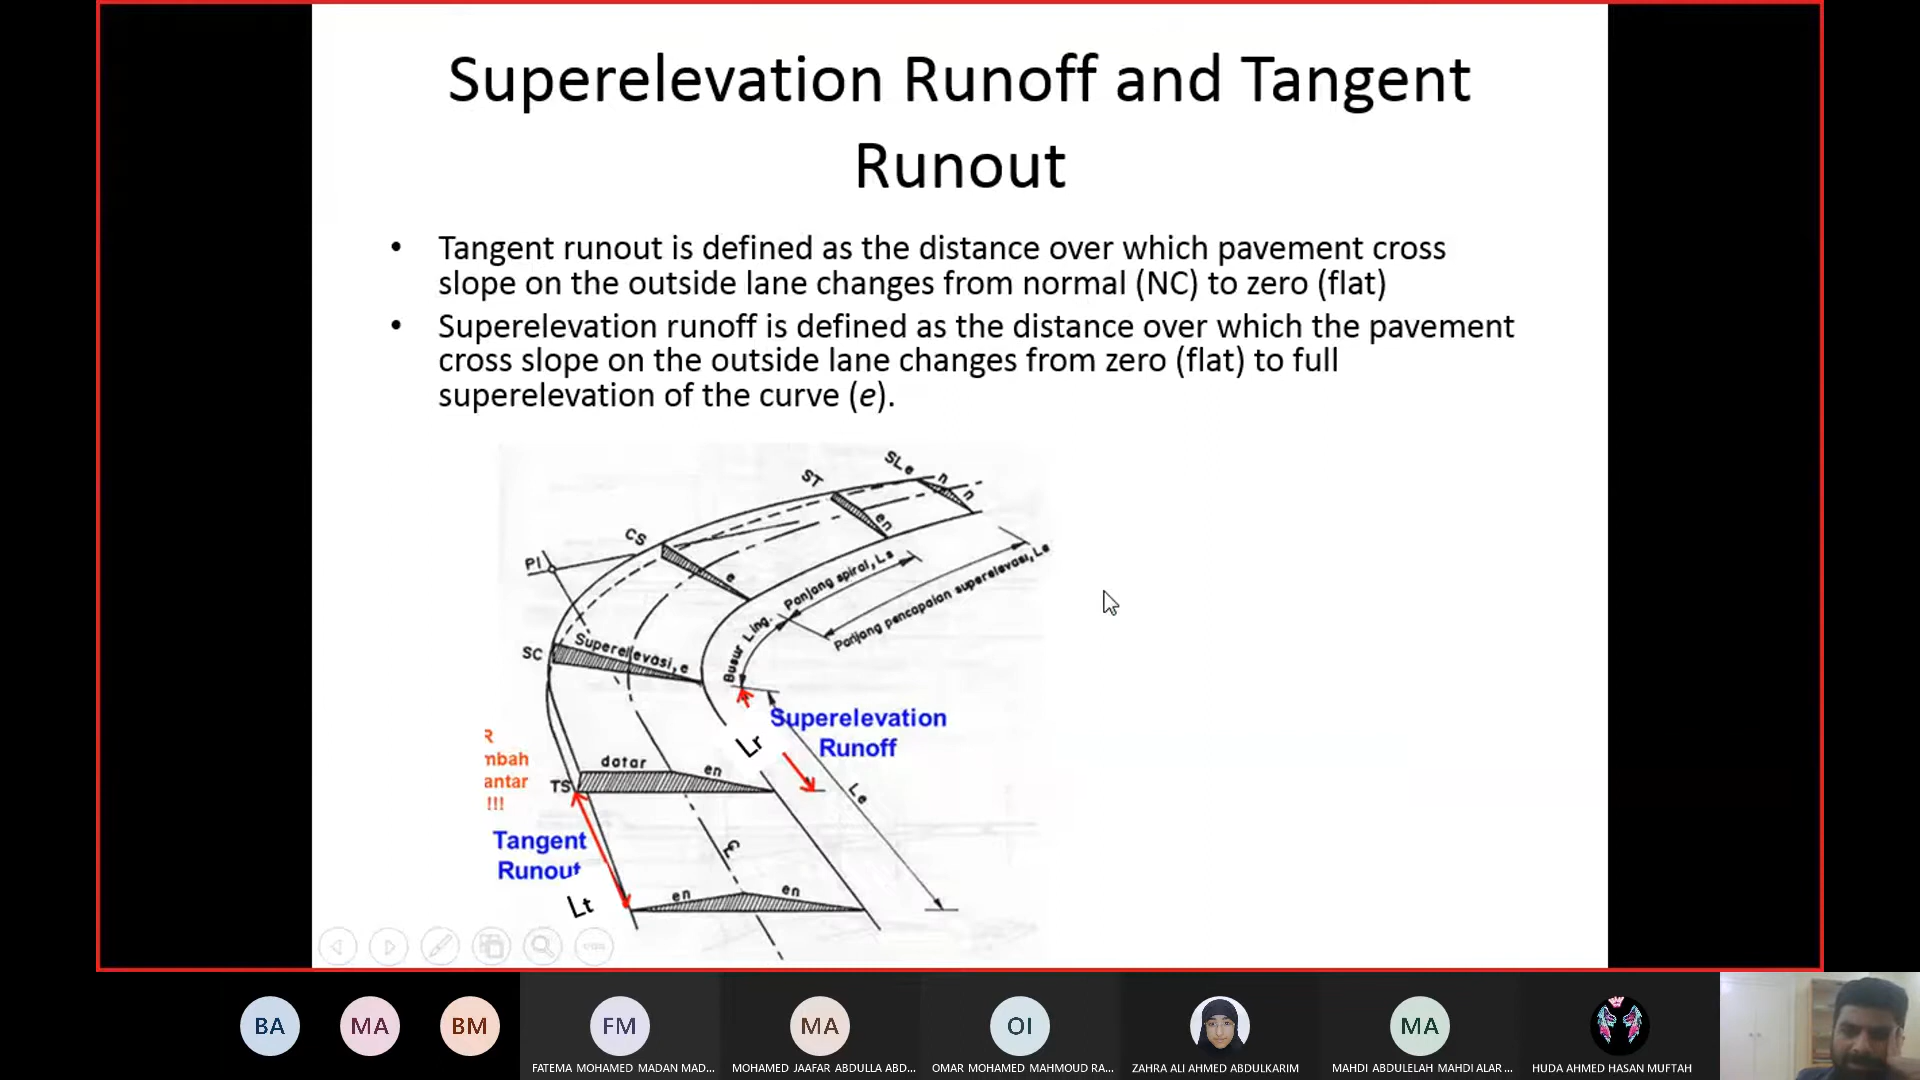 Superelevation Runoff and Tangent
Runout
• Tangent runout is defined as the distance over which pavement cross
slope on the outside lane changes from normal (NC) to zero (flat)
• Superelevation runoff is defined as the distance over which the pavement
cross slope on the outside lane changes from zero (flat) to full
superelevation of the curve (e).
SLe
n
n
ST
en
CS
e
PI
Panjang spiral, Ls
Panjang pencapaian superelevasi, Le
Busur Ling.
SC
Superelevasi, e
Superelevation
Runoff
Lr
R
mbah
antar
!!!
datar
en
TS
Le
Tangent
Runout
Lt
℄
en
en
BA
MA
BM
FM
MA
OI
MA
FATEMA MOHAMED MADAN MAD...
MOHAMED JAAFAR ABDULLA ABD...
OMAR MOHAMED MAHMOUD RA...
ZAHRA ALI AHMED ABDULKARIM
MAHDI ABDULELAH MAHDI ALAR...
HUDA AHMED HASAN MUFTAH